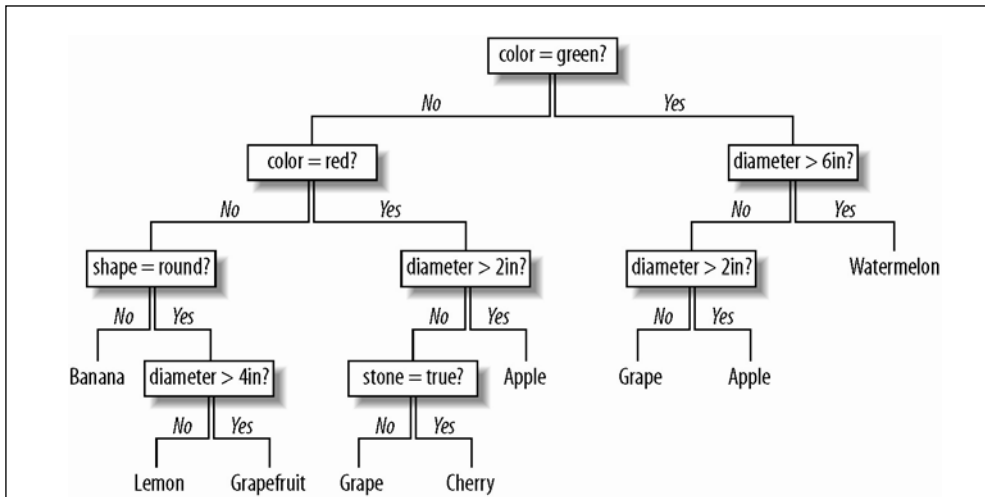 color = green?
No Yes
color = red? diameter > 6in?
No Yes No Yes
shape = round? diameter > 2in? diameter > 2in? Watermelon
No Yes No Yes No Yes
Banana diameter > 4in? stone = true? Apple Grape Apple
No Yes No Yes
Lemon Grapefruit Grape Cherry